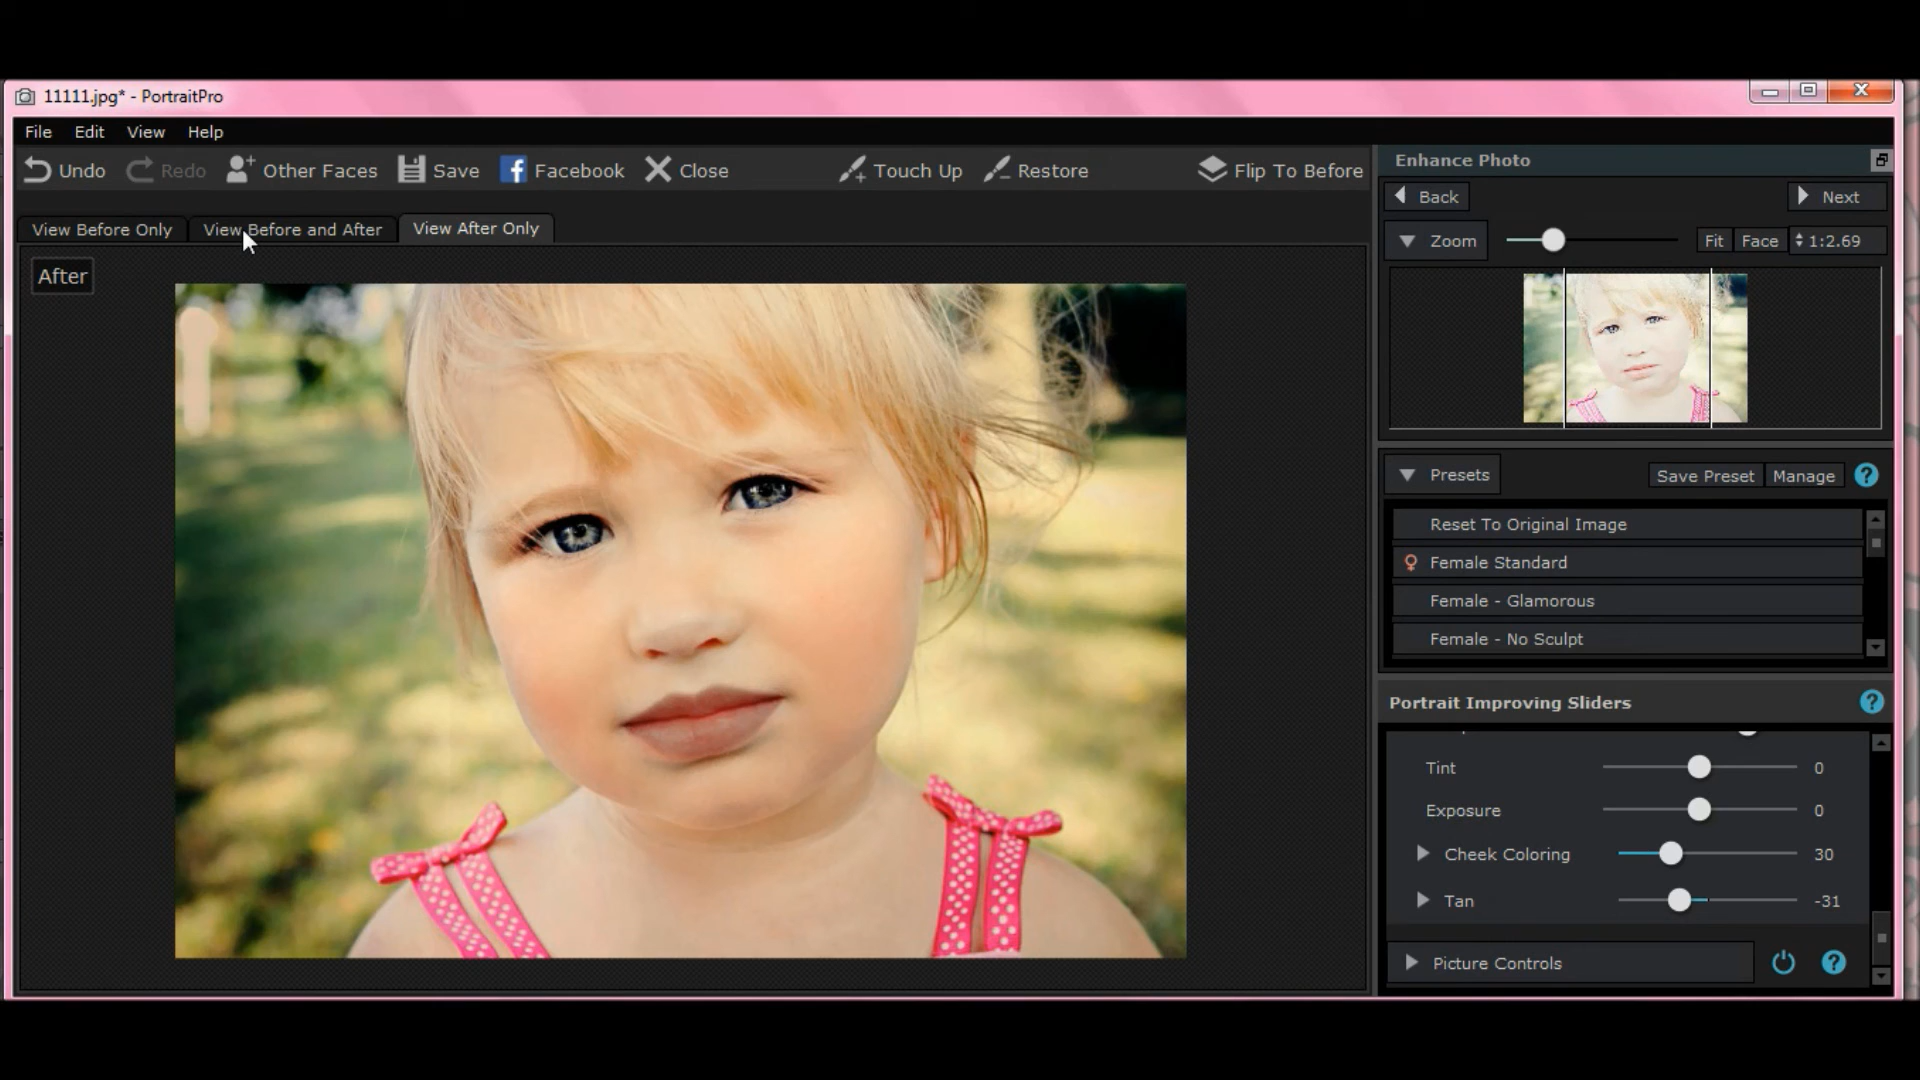 11111.jpg* - PortraitPro
File Edit View Help
Undo Redo Other Faces Save Facebook Close Touch Up Restore Flip To Before
View Before Only View Before and After View After Only
After
Enhance Photo
Back Next
Zoom Fit Face 1:2.69
Presets Save Preset Manage ?
Reset To Original Image
Female Standard
Female - Glamorous
Female - No Sculpt
Portrait Improving Sliders ?
Tint 0
Exposure 0
Cheek Coloring 30
Tan -31
Picture Controls ?